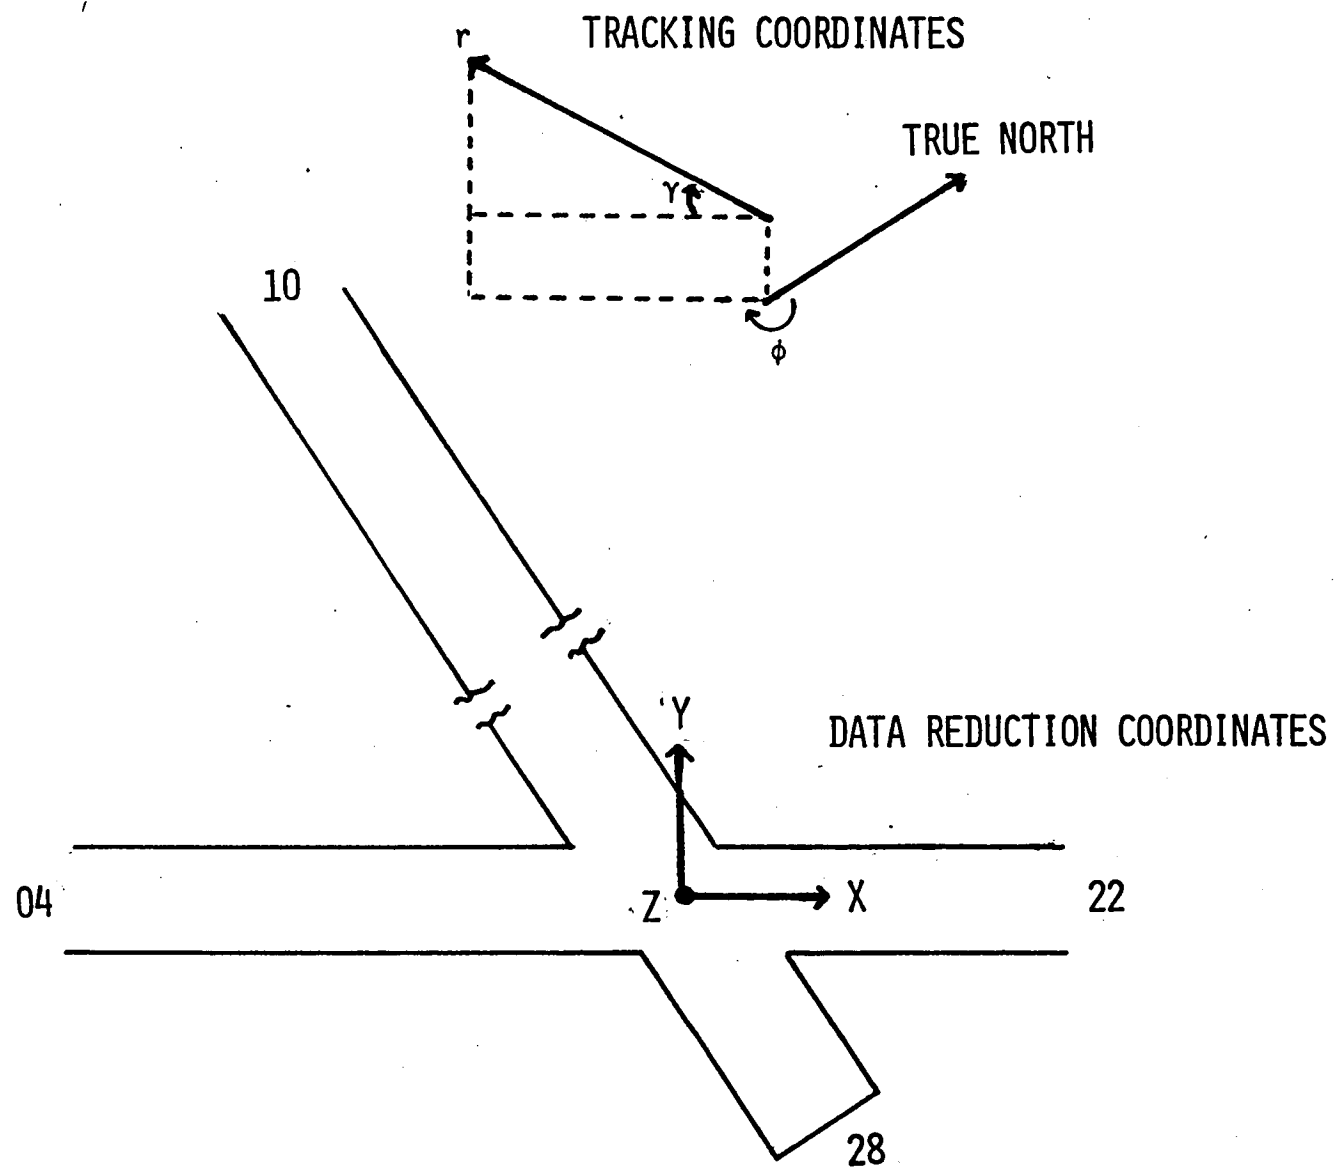 r
TRACKING COORDINATES
TRUE NORTH
γ
10
ϕ
Y
DATA REDUCTION COORDINATES
04
Z
X
22
28